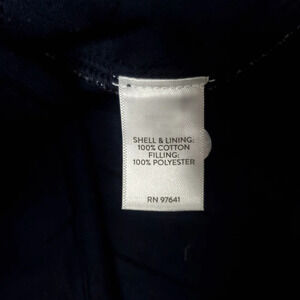 SHELL & LINING:
100% COTTON
FILLING:
100% POLYESTER
RN 97641